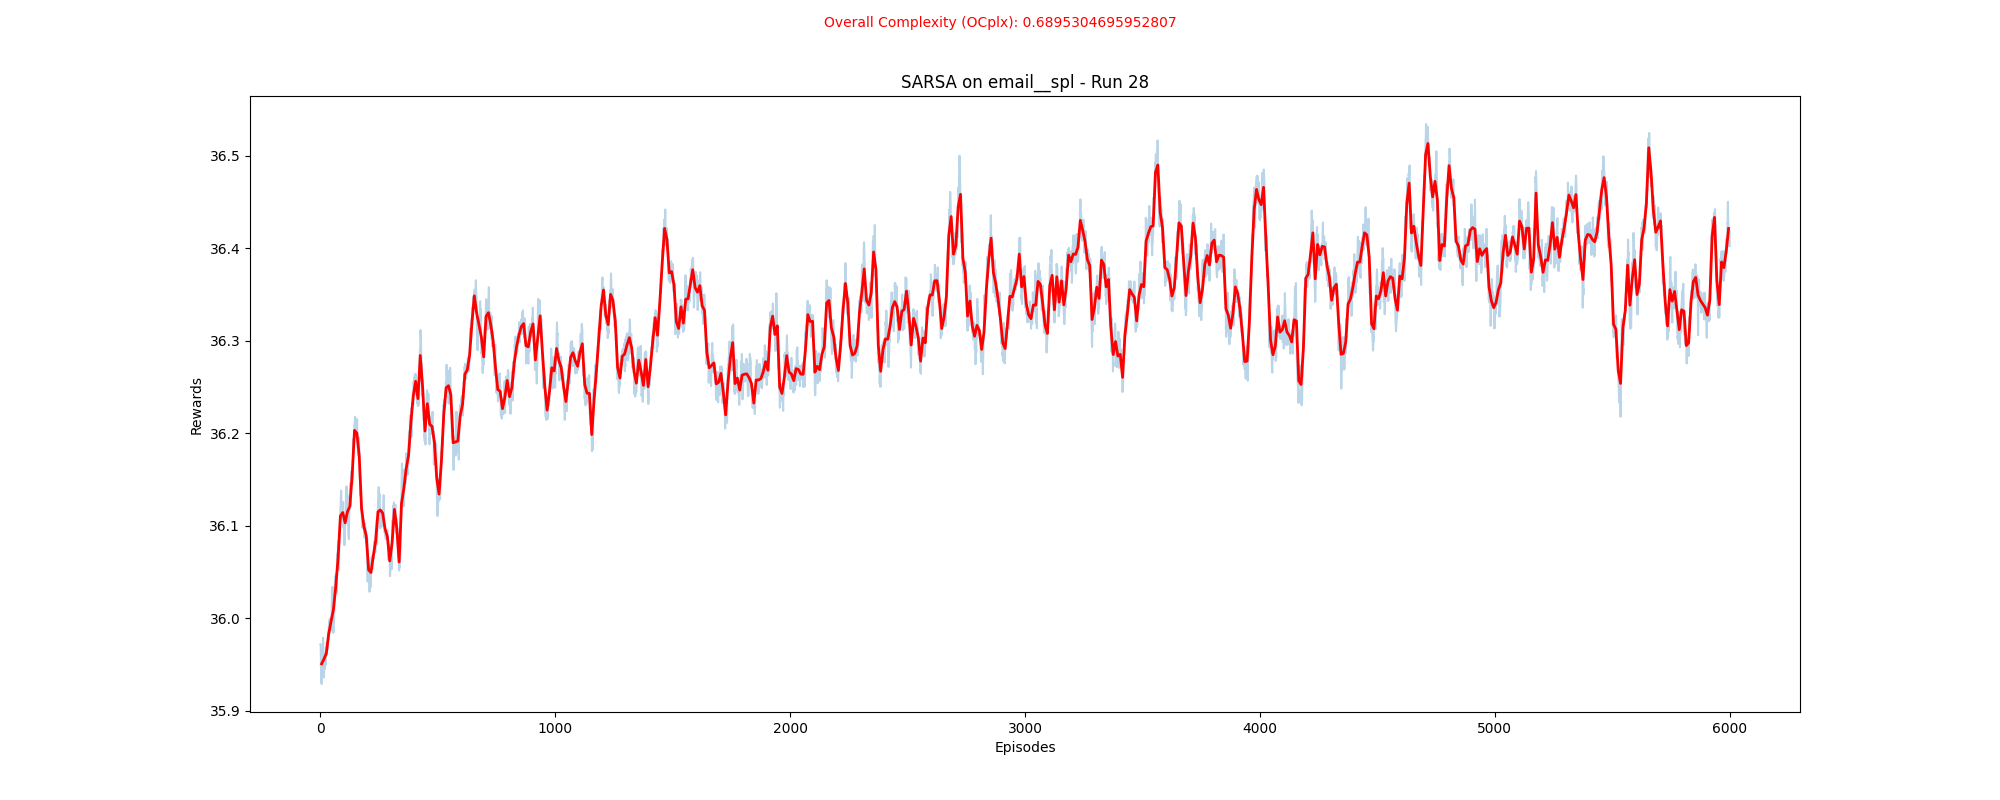 Overall Complexity (OCplx): 0.6895304695952807
SARSA on email__spl - Run 28
36.5
36.4
36.3
36.2
36.1
36.0
35.9
Rewards
0 1000 2000 3000 4000 5000 6000
Episodes